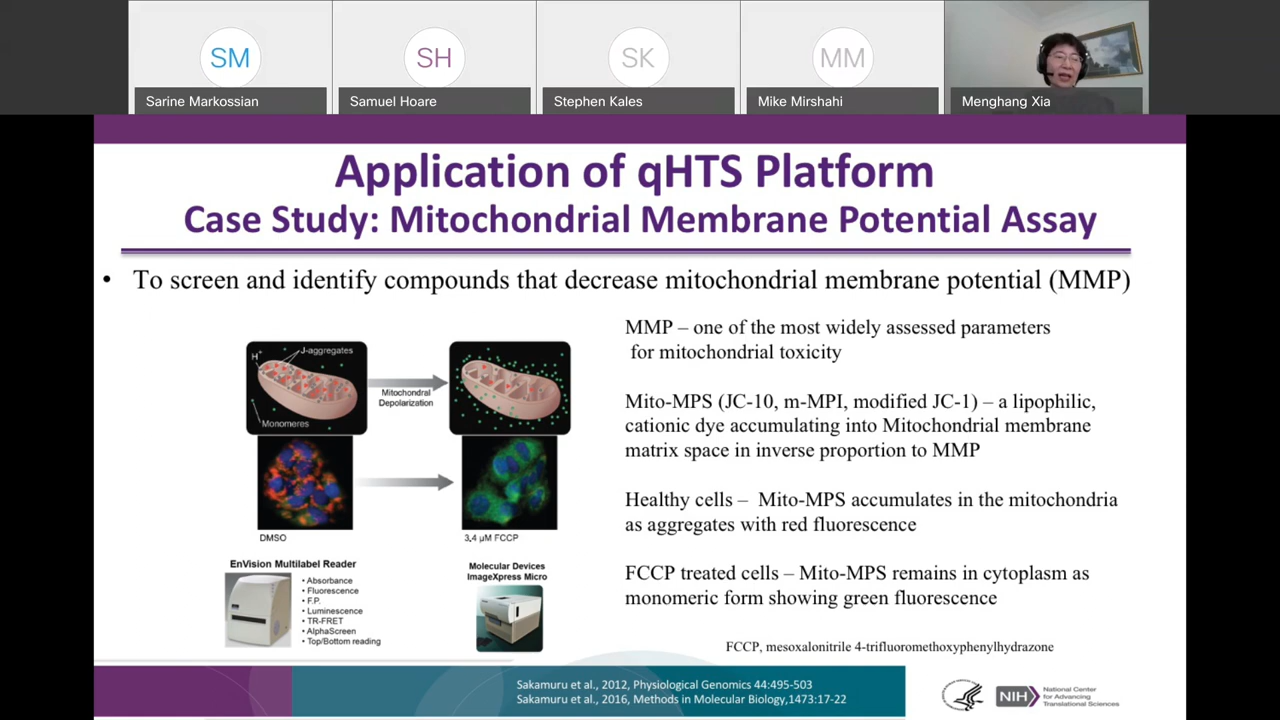 SM
SH
SK
MM
Sarine Markossian
Samuel Hoare
Stephen Kales
Mike Mirshahi
Menghang Xia
Application of qHTS Platform
Case Study: Mitochondrial Membrane Potential Assay
• To screen and identify compounds that decrease mitochondrial membrane potential (MMP)
H+
J-aggregates
Monomeres
Mitochondral
Depolarization
DMSO
3.4 µM FCCP
EnVision Multilabel Reader
• Absorbance
• Fluorescence
• F.P.
• Luminescence
• TR-FRET
• AlphaScreen
• Top/Bottom reading
Molecular Devices
ImageXpress Micro
MMP – one of the most widely assessed parameters
for mitochondrial toxicity
Mito-MPS (JC-10, m-MPI, modified JC-1) – a lipophilic,
cationic dye accumulating into Mitochondrial membrane
matrix space in inverse proportion to MMP
Healthy cells – Mito-MPS accumulates in the mitochondria
as aggregates with red fluorescence
FCCP treated cells – Mito-MPS remains in cytoplasm as
monomeric form showing green fluorescence
FCCP, mesoxalonitrile 4-trifluoromethoxyphenylhydrazone
Sakamuru et al., 2012, Physiological Genomics 44:495-503
Sakamuru et al., 2016, Methods in Molecular Biology,1473:17-22
NIH
National Center
for Advancing
Translational Sciences